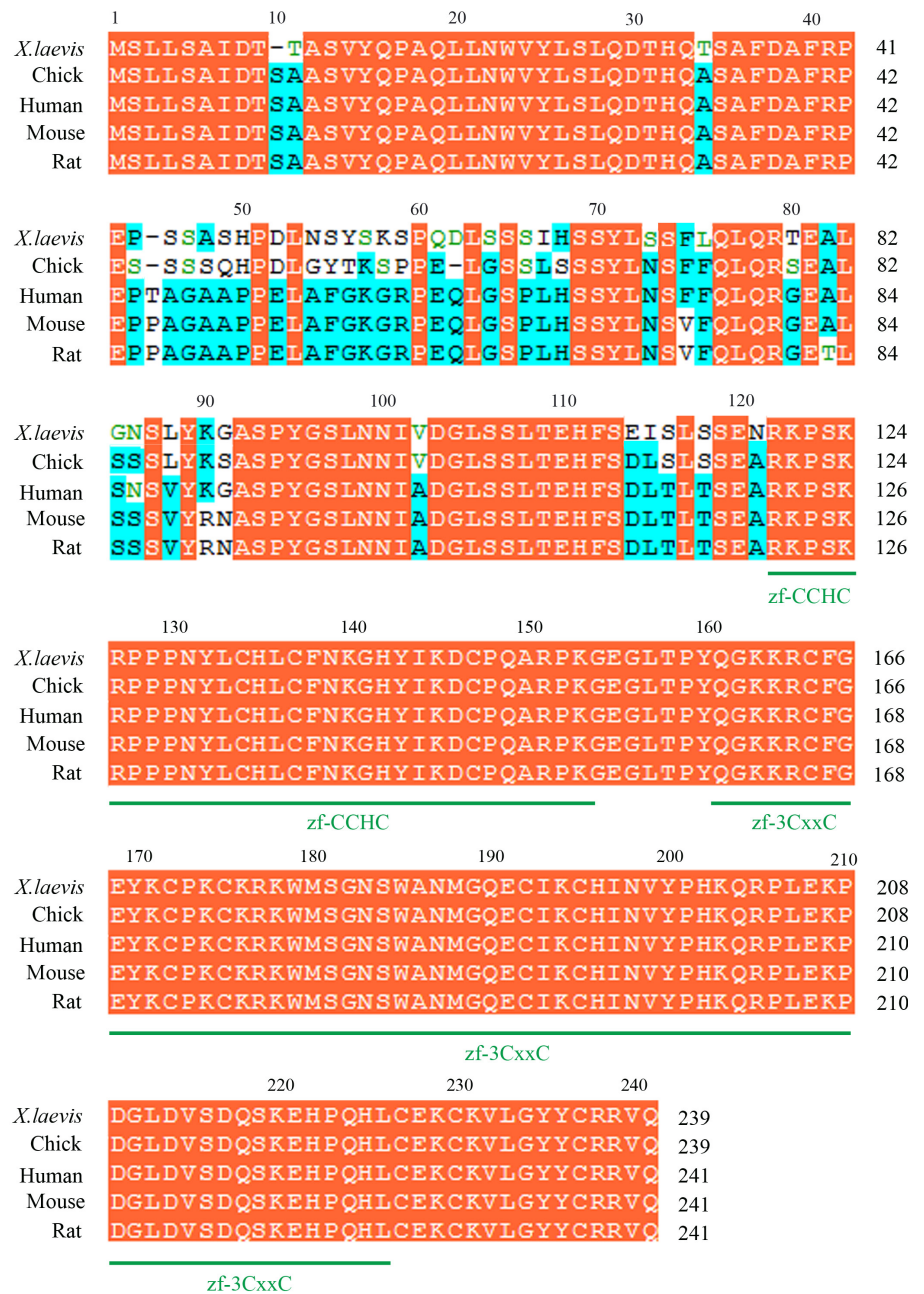 1 10 20 30 40
X.laevis MSLLSAIDT-TASVYQPAQLLNWVYLSLQDTHQTSAFDAFRP 41
Chick MSLLSAIDTSAASVYQPAQLLNWVYLSLQDTHQASAFDAFRP 42
Human MSLLSAIDTSAASVYQPAQLLNWVYLSLQDTHQASAFDAFRP 42
Mouse MSLLSAIDTSAASVYQPAQLLNWVYLSLQDTHQASAFDAFRP 42
Rat MSLLSAIDTSAASVYQPAQLLNWVYLSLQDTHQASAFDAFRP 42
50 60 70 80
X.laevis EP-SSASHPDLNSYSKSPQDLSSSIHSSYLSSFLQLQRTEAL 82
Chick ES-SSSQHPDLGYTKSPPE-LGSSLSSSYLNSFFQLQRSEAL 82
Human EPTAGAAPPELAFGKGRPEQLGSPLHSSYLNSFFQLQRGEAL 84
Mouse EPPAGAAPPELAFGKGRPEQLGSPLHSSYLNSVFQLQRGEAL 84
Rat EPPAGAAPPELAFGKGRPEQLGSPLHSSYLNSVFQLQRGETL 84
90 100 110 120
X.laevis GNSLYKGASPYGSLNNIVDGLSSLTEHFSEISLSSENRKPSK 124
Chick SSSLYKSASPYGSLNNIVDGLSSLTEHFSDLSLSSEARKPSK 124
Human SNSVYKGASPYGSLNNIADGLSSLTEHFSDLTLTSEARKPSK 126
Mouse SSSVYRNASPYGSLNNIADGLSSLTEHFSDLTLTSEARKPSK 126
Rat SSSVYRNASPYGSLNNIADGLSSLTEHFSDLTLTSEARKPSK 126
zf-CCHC
130 140 150 160
X.laevis RPPPNYLCHLCFNKGHYIKDCPQARPKGEGLTPYQGKKRCFG 166
Chick RPPPNYLCHLCFNKGHYIKDCPQARPKGEGLTPYQGKKRCFG 166
Human RPPPNYLCHLCFNKGHYIKDCPQARPKGEGLTPYQGKKRCFG 168
Mouse RPPPNYLCHLCFNKGHYIKDCPQARPKGEGLTPYQGKKRCFG 168
Rat RPPPNYLCHLCFNKGHYIKDCPQARPKGEGLTPYQGKKRCFG 168
zf-CCHC zf-3CxxC
170 180 190 200 210
X.laevis EYKCPKCKRKWMSGNSWANMGQECIKCHINVYPHKQRPLEKP 208
Chick EYKCPKCKRKWMSGNSWANMGQECIKCHINVYPHKQRPLEKP 208
Human EYKCPKCKRKWMSGNSWANMGQECIKCHINVYPHKQRPLEKP 210
Mouse EYKCPKCKRKWMSGNSWANMGQECIKCHINVYPHKQRPLEKP 210
Rat EYKCPKCKRKWMSGNSWANMGQECIKCHINVYPHKQRPLEKP 210
zf-3CxxC
220 230 240
X.laevis DGLDVSDQSKEHPQHLCEKCKVLGYYCRRVQ 239
Chick DGLDVSDQSKEHPQHLCEKCKVLGYYCRRVQ 239
Human DGLDVSDQSKEHPQHLCEKCKVLGYYCRRVQ 241
Mouse DGLDVSDQSKEHPQHLCEKCKVLGYYCRRVQ 241
Rat DGLDVSDQSKEHPQHLCEKCKVLGYYCRRVQ 241
zf-3CxxC